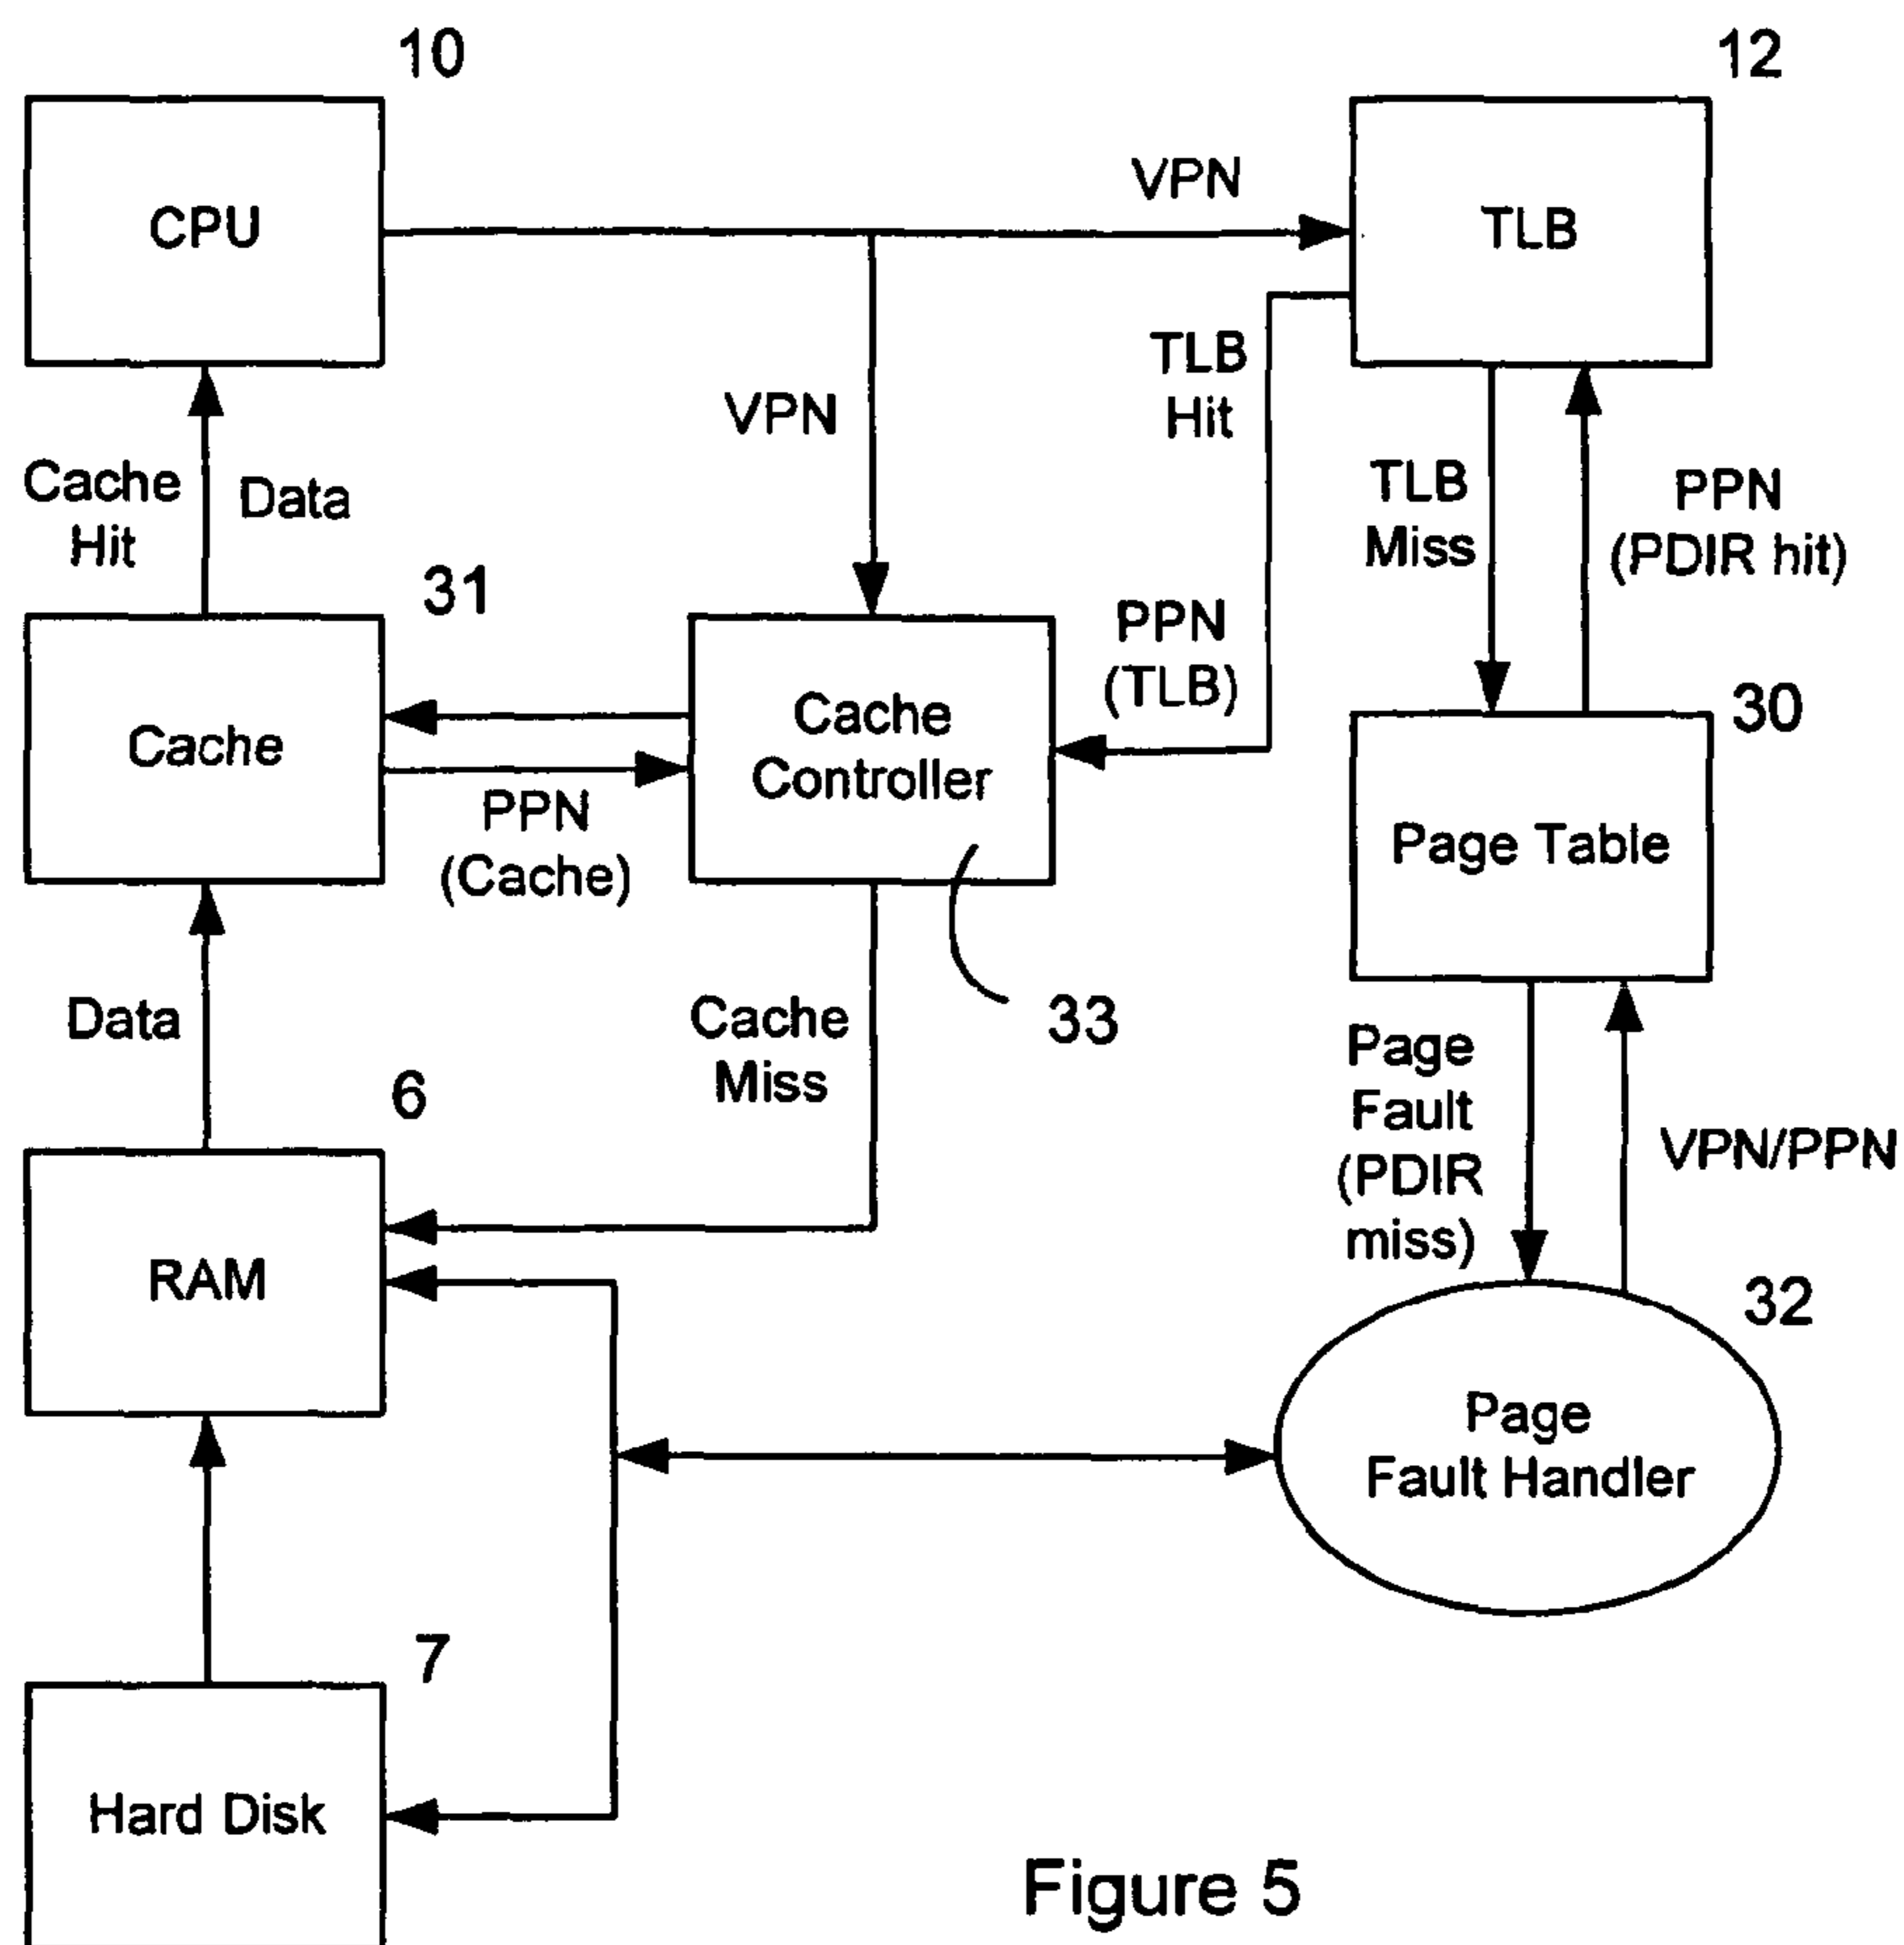 10
12
CPU
VPN
TLB
TLB
Hit
VPN
Cache
Hit
Data
TLB
Miss
PPN
(PDIR hit)
31
PPN
(TLB)
30
Cache
Cache
Controller
PPN
(Cache)
Page Table
Data
Cache
Miss
33
Page
Fault
(PDIR
miss)
VPN/PPN
6
RAM
32
Page
Fault Handler
7
Hard Disk
Figure 5